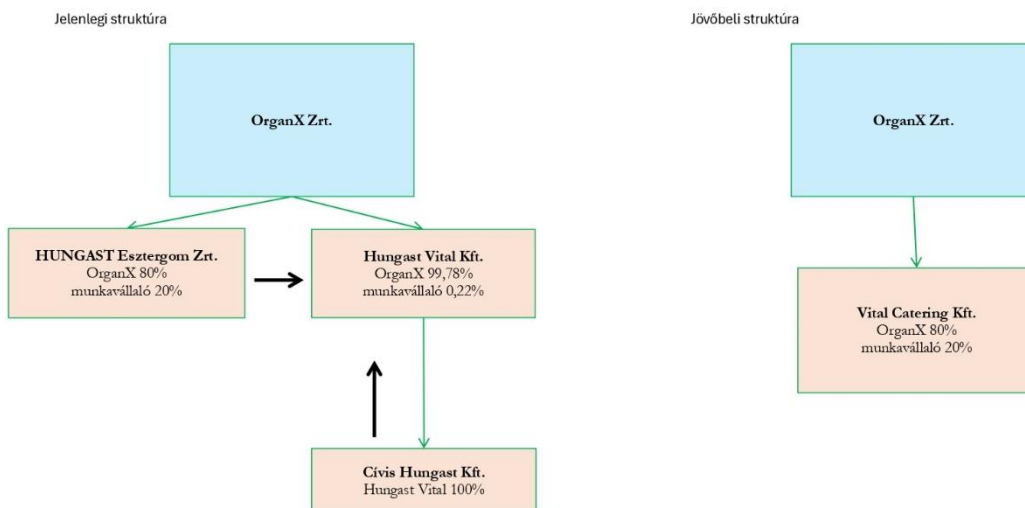 Jelenlegi struktúra
OrganX Zrt.
HUNGAST Esztergom Zrt.
OrganX 80%
munkavállaló 20%
Hungast Vital Kft.
OrganX 99,78%
munkavállaló 0,22%
Cívis Hungast Kft.
Hungast Vital 100%
Jövőbeli struktúra
OrganX Zrt.
Vital Catering Kft.
OrganX 80%
munkavállaló 20%